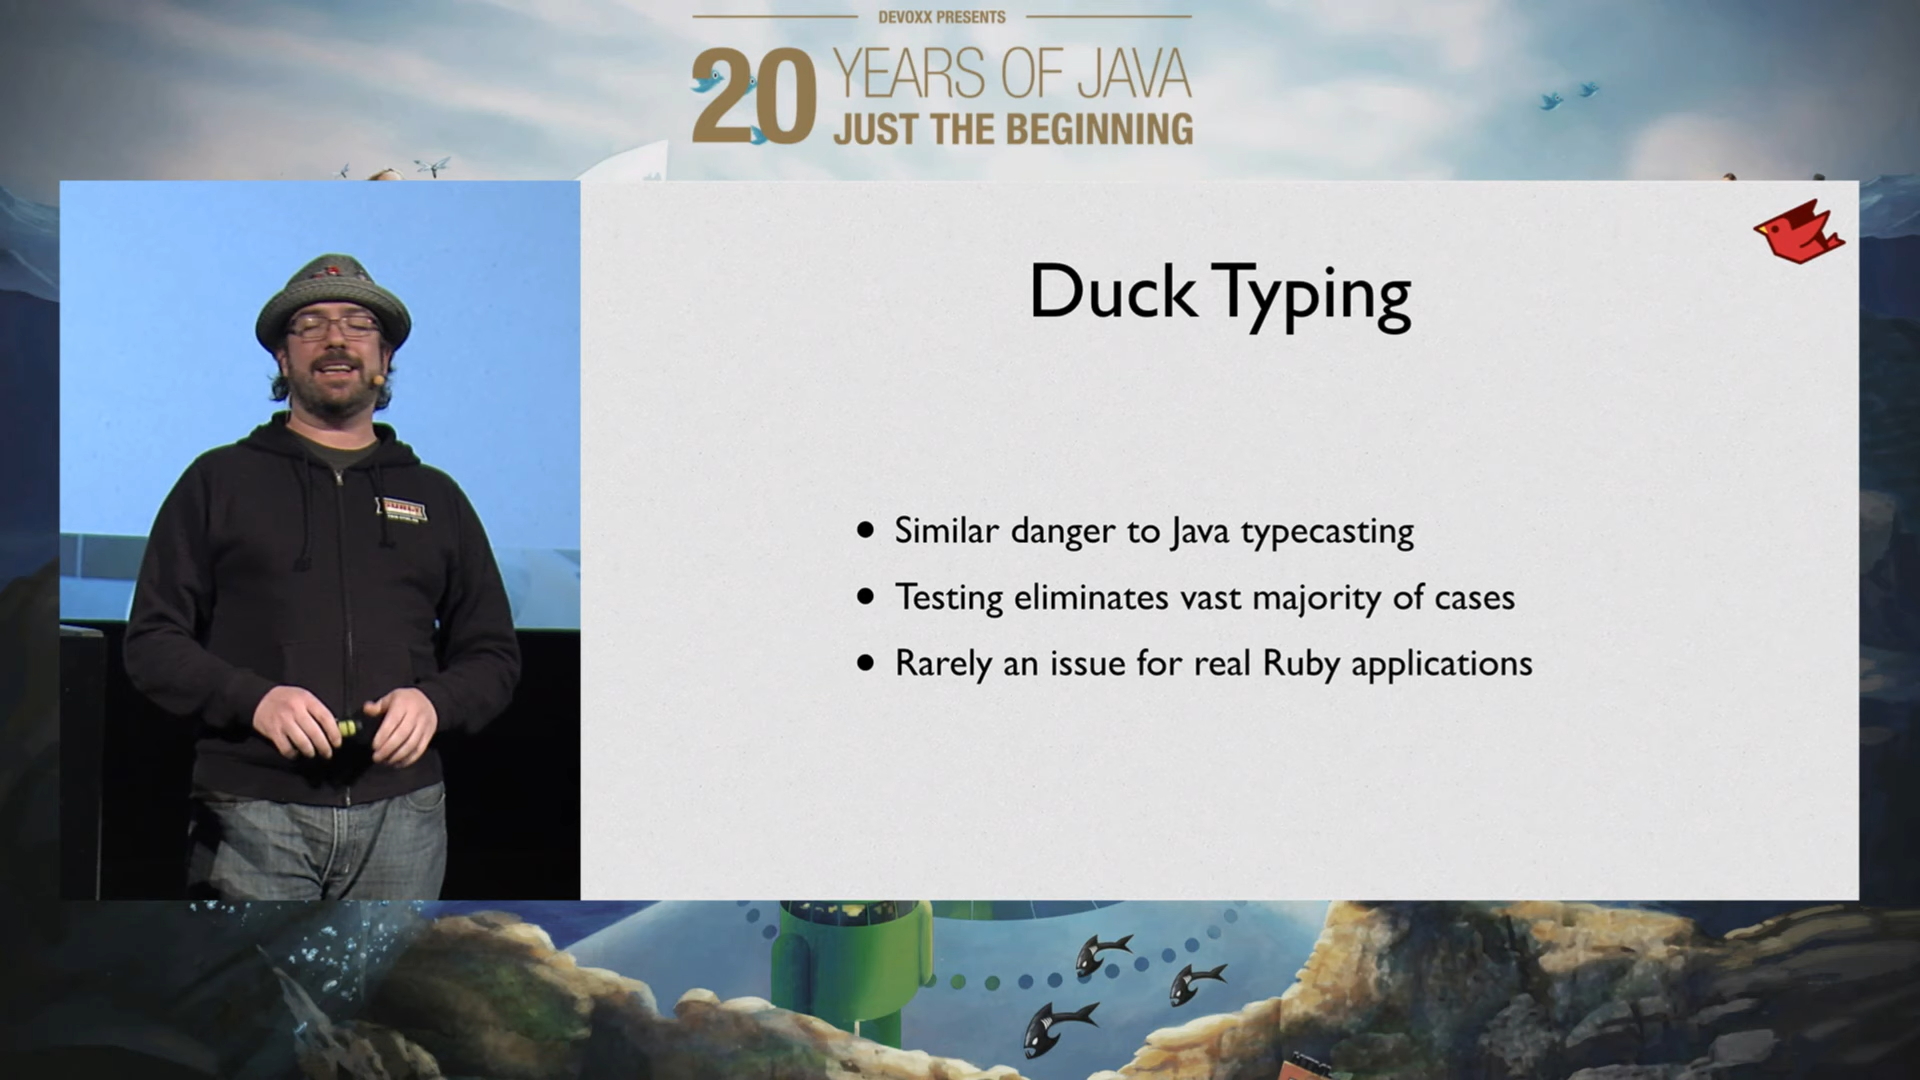 DEVOXX PRESENTS
20 YEARS OF JAVA
JUST THE BEGINNING
Duck Typing
• Similar danger to Java typecasting
• Testing eliminates vast majority of cases
• Rarely an issue for real Ruby applications